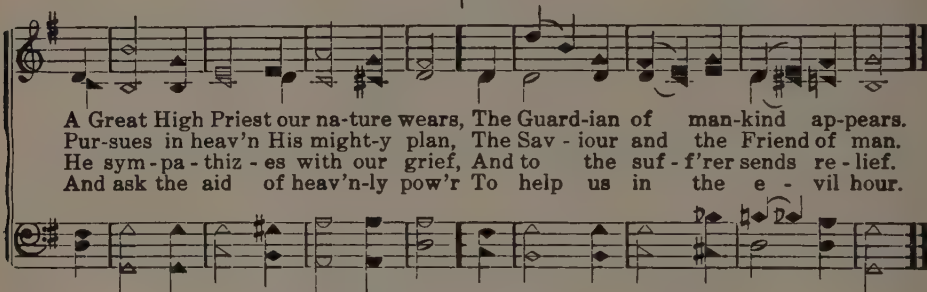 A Great High Priest our na-ture wears, The Guard-ian of man-kind ap-pears.
Pur-sues in heav'n His might-y plan, The Sav - iour and the Friend of man.
He sym-pa-thiz-es with our grief, And to the suf-f'rer sends re-lief.
And ask the aid of heav'n-ly pow'r To help us in the e - vil hour.